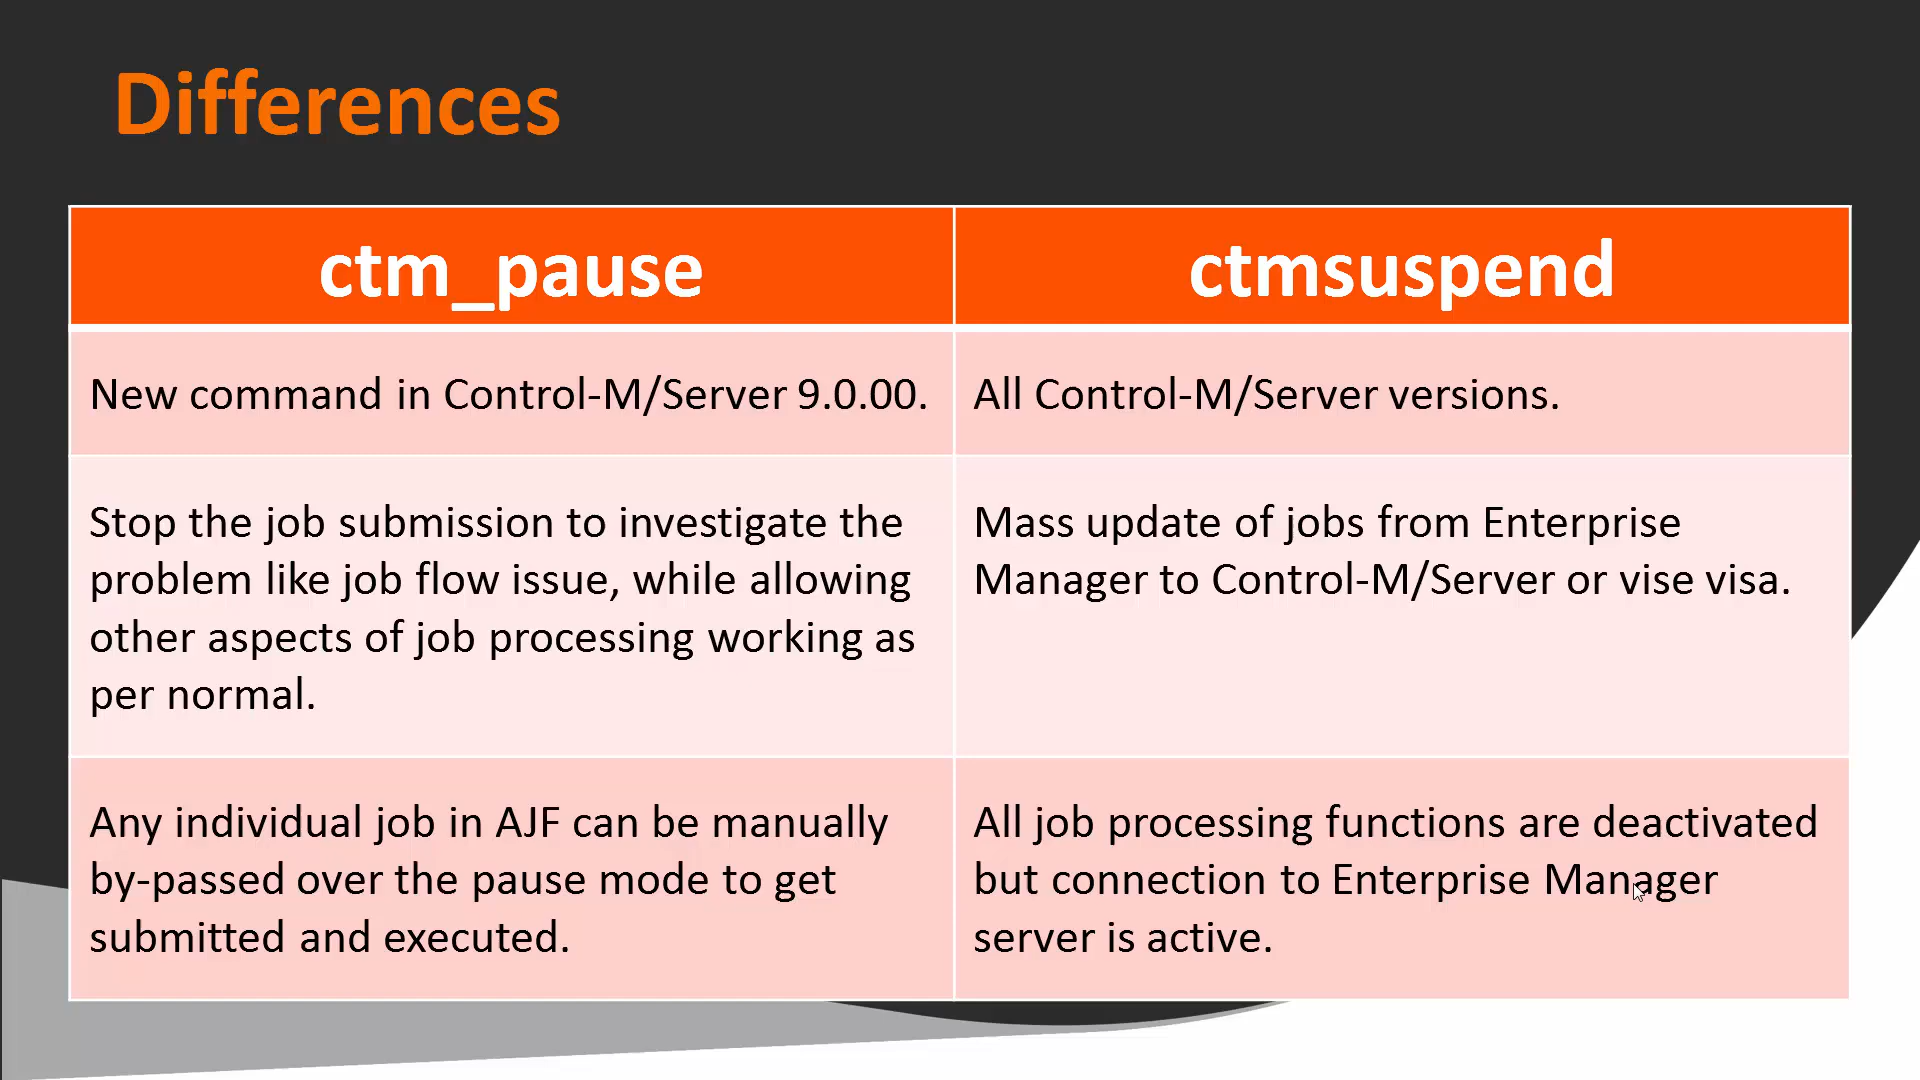 Differences
ctm_pause
ctmsuspend
New command in Control-M/Server 9.0.00.
All Control-M/Server versions.
Stop the job submission to investigate the
problem like job flow issue, while allowing
other aspects of job processing working as
per normal.
Mass update of jobs from Enterprise
Manager to Control-M/Server or vise visa.
Any individual job in AJF can be manually
by-passed over the pause mode to get
submitted and executed.
All job processing functions are deactivated
but connection to Enterprise Manager
server is active.